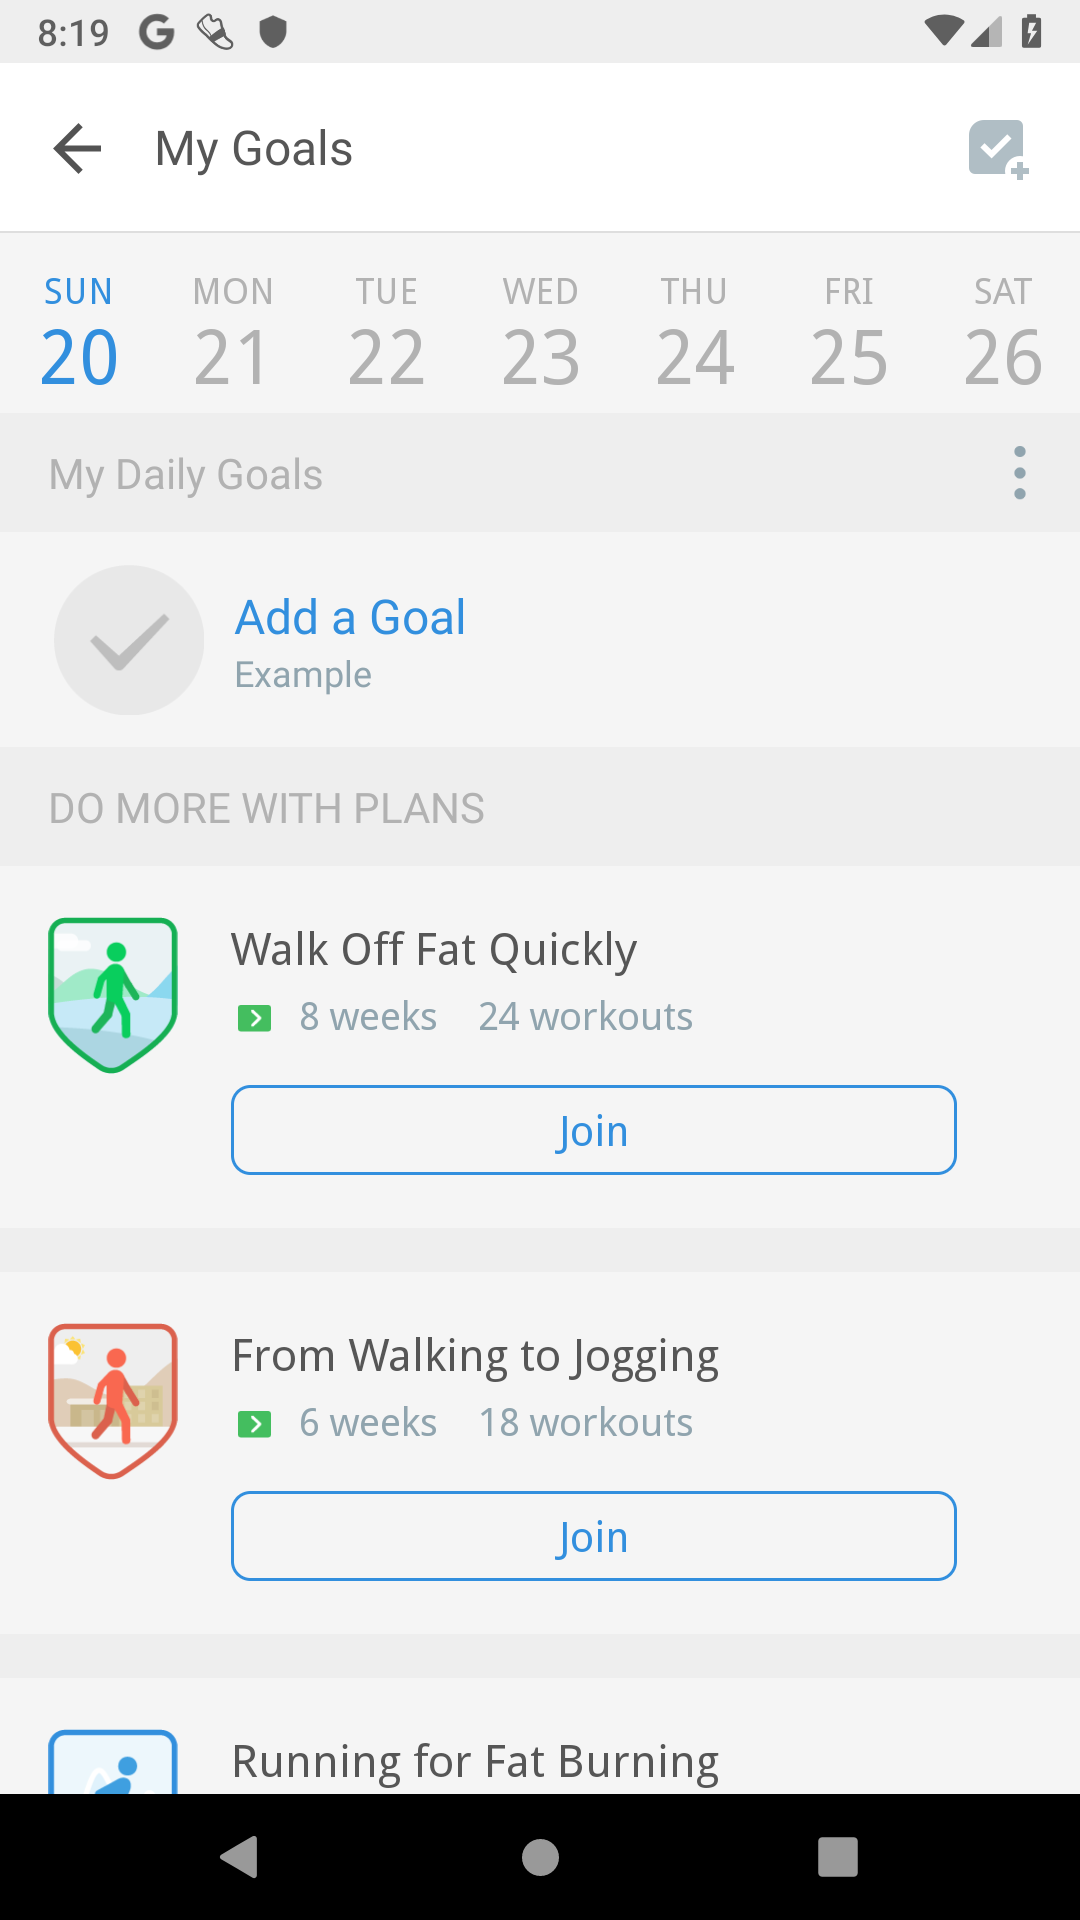 8:19
My Goals
SUN MON TUE WED THU FRI SAT
20 21 22 23 24 25 26
My Daily Goals
Add a Goal
Example
DO MORE WITH PLANS
Walk Off Fat Quickly
8 weeks 24 workouts
Join
From Walking to Jogging
6 weeks 18 workouts
Join
Running for Fat Burning